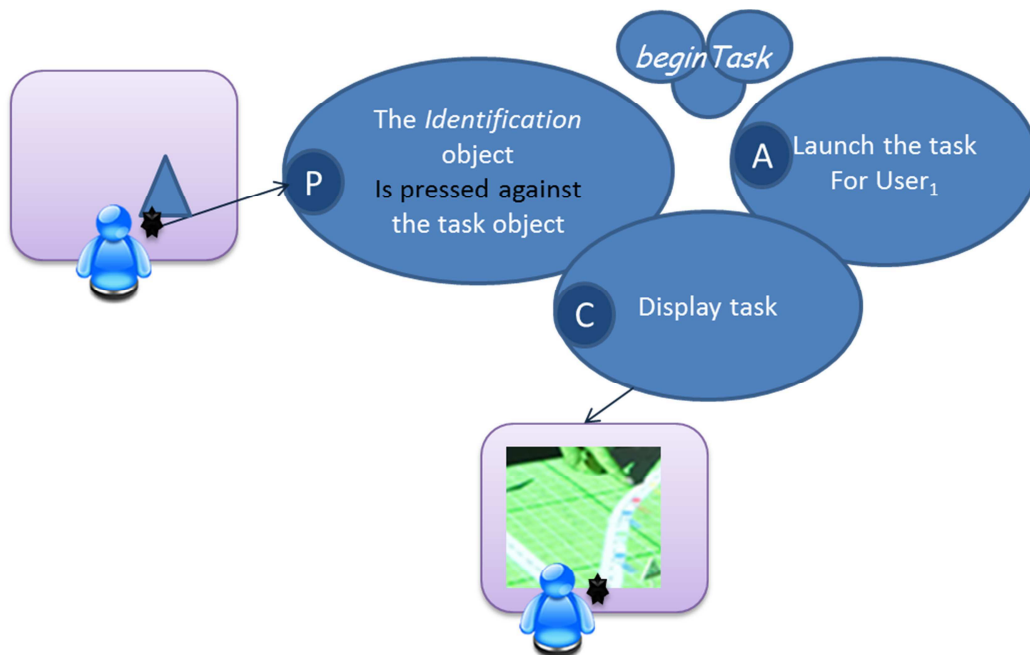 beginTask
The Identification
object
P
Is pressed against
the task object
A
Launch the task
For User₁
C
Display task